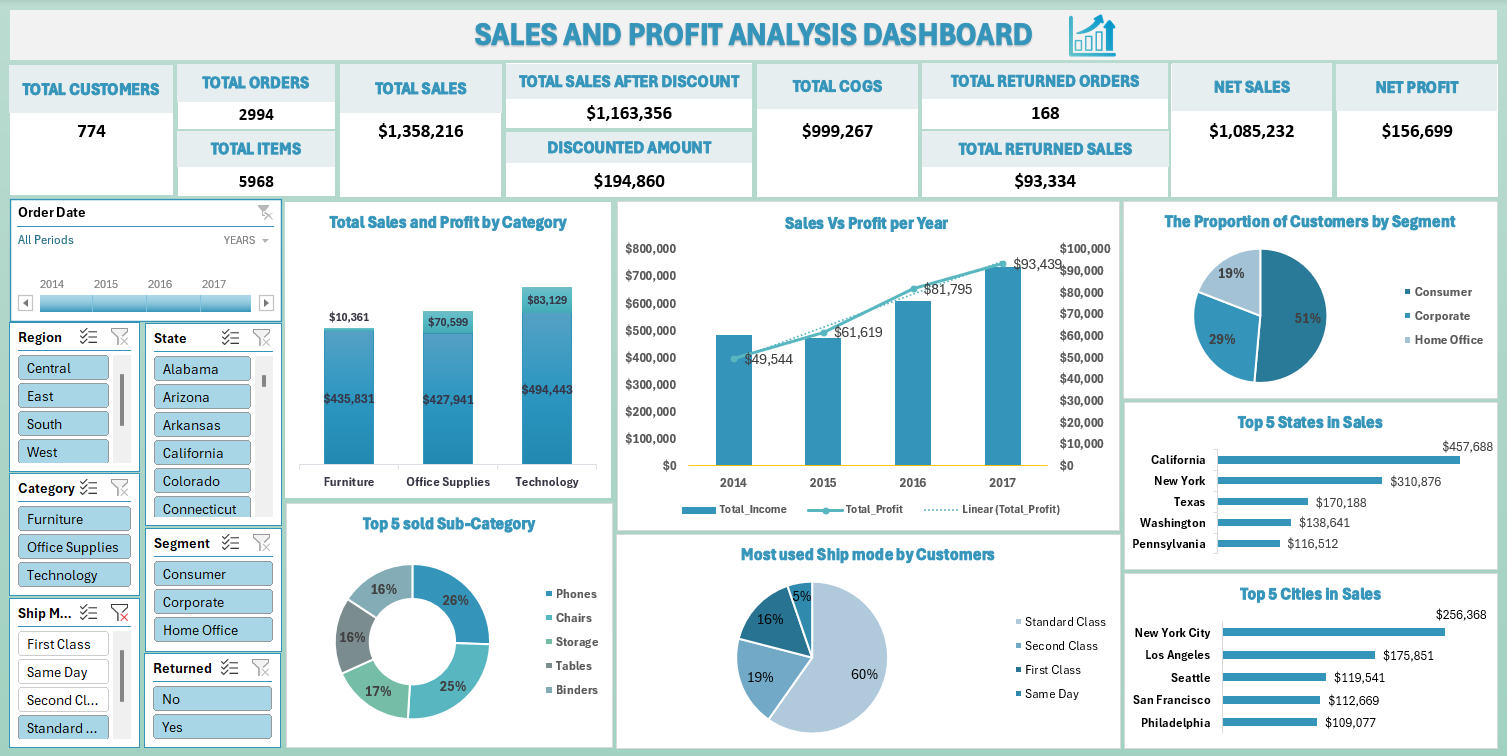 SALES AND PROFIT ANALYSIS DASHBOARD
TOTAL CUSTOMERS
774
TOTAL ORDERS
2994
TOTAL ITEMS
5968
TOTAL SALES
$1,358,216
TOTAL SALES AFTER DISCOUNT
$1,163,356
DISCOUNTED AMOUNT
$194,860
TOTAL COGS
$999,267
TOTAL RETURNED ORDERS
168
TOTAL RETURNED SALES
$93,334
NET SALES
$1,085,232
NET PROFIT
$156,699
Order Date
All Periods
YEARS
2014 2015 2016 2017
Region
Central
East
South
West
State
Alabama
Arizona
Arkansas
California
Colorado
Connecticut
Category
Furniture
Office Supplies
Technology
Segment
Consumer
Corporate
Home Office
Ship M...
First Class
Same Day
Second Cl...
Standard ...
Returned
No
Yes
Total Sales and Profit by Category
$10,361
$70,599
$83,129
$435,831
$427,941
$494,443
Furniture Office Supplies Technology
Top 5 sold Sub-Category
26%
25%
17%
16%
16%
Phones
Chairs
Storage
Tables
Binders
Sales Vs Profit per Year
$800,000
$700,000
$600,000
$500,000
$400,000
$300,000
$200,000
$100,000
$0
$49,544
$61,619
$81,795
$93,439
$100,000
$90,000
$80,000
$70,000
$60,000
$50,000
$40,000
$30,000
$20,000
$10,000
$0
2014 2015 2016 2017
Total_Income Total_Profit Linear (Total_Profit)
Most used Ship mode by Customers
60%
19%
16%
5%
Standard Class
Second Class
First Class
Same Day
The Proportion of Customers by Segment
51%
29%
19%
Consumer
Corporate
Home Office
Top 5 States in Sales
California $457,688
New York $310,876
Texas $170,188
Washington $138,641
Pennsylvania $116,512
Top 5 Cities in Sales
New York City $256,368
Los Angeles $175,851
Seattle $119,541
San Francisco $112,669
Philadelphia $109,077